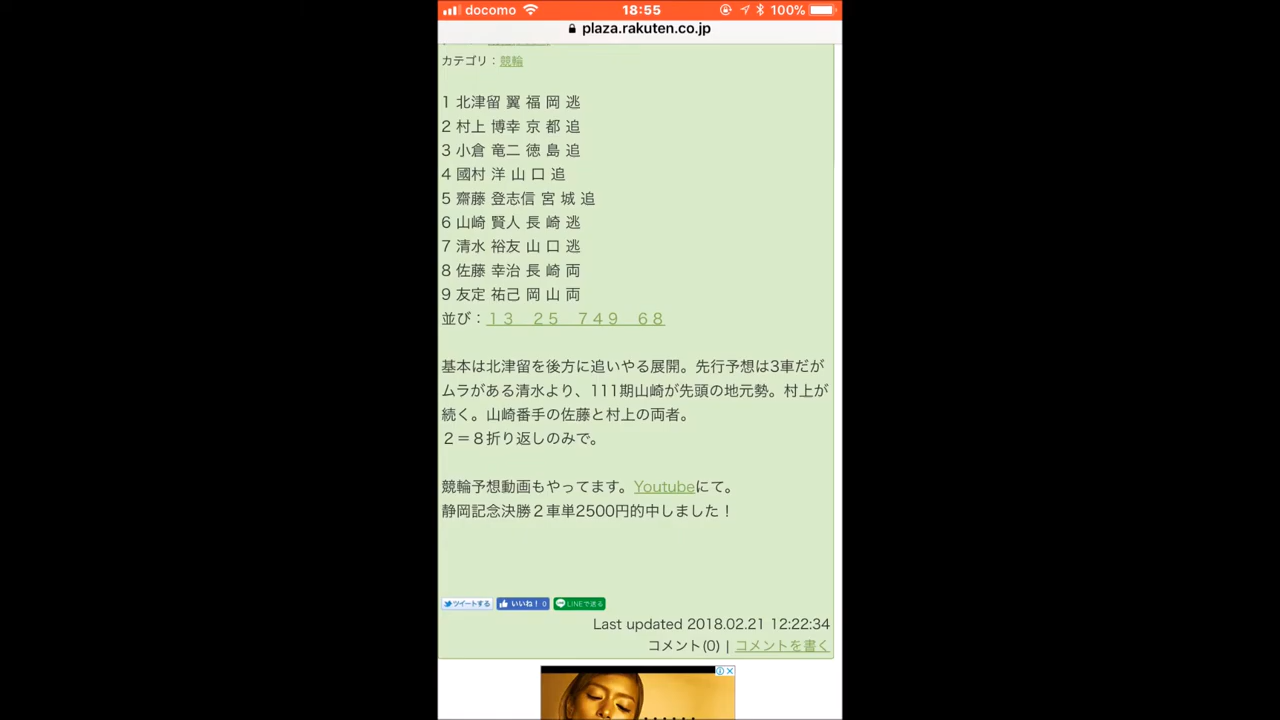 docomo 18:55 100%
plaza.rakuten.co.jp
カテゴリ：競輪
1 北津留 翼 福 岡 逃
2 村上 博幸 京 都 追
3 小倉 竜二 徳 島 追
4 國村 洋 山 口 追
5 齋藤 登志信 宮 城 追
6 山崎 賢人 長 崎 逃
7 清水 裕友 山 口 逃
8 佐藤 幸治 長 崎 両
9 友定 祐己 岡 山 両
並び：１３　２５　７４９　６８
基本は北津留を後方に追いやる展開。先行予想は3車だが
ムラがある清水より、111期山崎が先頭の地元勢。村上が
続く。山崎番手の佐藤と村上の両者。
２＝８折り返しのみで。
競輪予想動画もやってます。Youtubeにて。
静岡記念決勝２車単2500円的中しました！
ツイートする いいね！ 0 LINEで送る
Last updated 2018.02.21 12:22:34
コメント(0) | コメントを書く